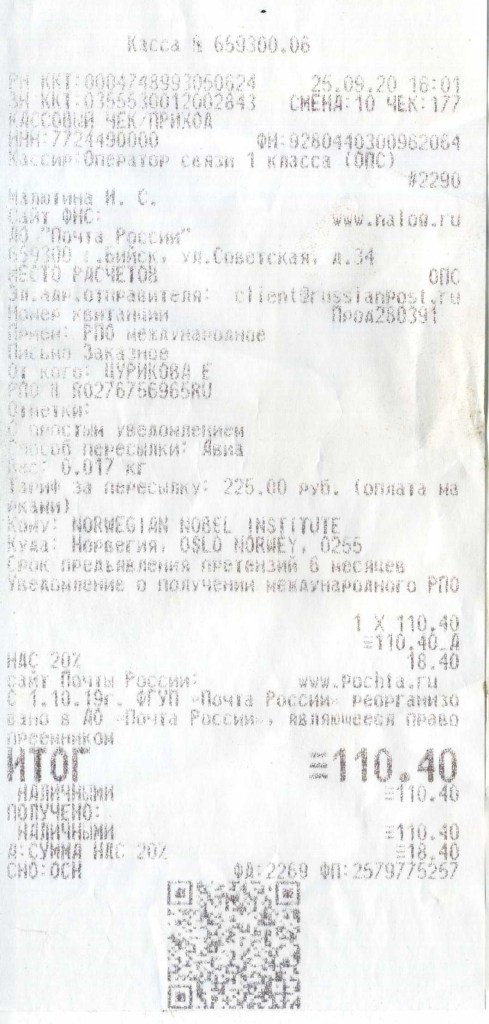 Касса № 659300.06
РН ККТ:0004748993050624 25.09.20 16:01
ЗН ККТ:0365530012002843 СМЕНА:10 ЧЕК:177
КАССОВЫЙ ЧЕК/ПРИХОД
ИНН:7724490000 ФН:9280440300962064
Кассир:Оператор связи 1 класса (ОПС)
#2290
Малютина И. С.
Сайт ФНС: www.nalog.ru
АО "Почта России"
659300 г.Бийск, ул.Советская, д.34
МЕСТО РАСЧЕТОВ ОПС
Эл.адр.отправителя: client@russianpost.ru
Номер квитанции Прод280391
Прием: РПО международное
Письмо Заказное
От кого: ЦУРИКОВА Е
РПО № RO276756965RU
Отметки:
С простым уведомлением
Способ пересылки: Авиа
Вес: 0.017 кг
Тариф за пересылку: 225.00 руб. (оплата ма
рками)
Кому: NORWEGIAN NOBEL INSTITUTE
Куда: Норвегия, OSLO NORWEY, 0255
Срок предъявления претензий 6 месяцев
Уведомление о получении международного РПО
1 X 110.40
=110.40_А
НДС 20% 18.40
сайт Почты России: www.pochta.ru
С 1.10.19г. ФГУП «Почта России» реорганизо
вано в АО «Почта России», являющееся право
преемником
ИТОГ =110.40
НАЛИЧНЫМИ =110.40
ПОЛУЧЕНО:
НАЛИЧНЫМИ =110.40
А:СУММА НДС 20% =18.40
СНО:ОСН ФД:2269 ФП:2579775257